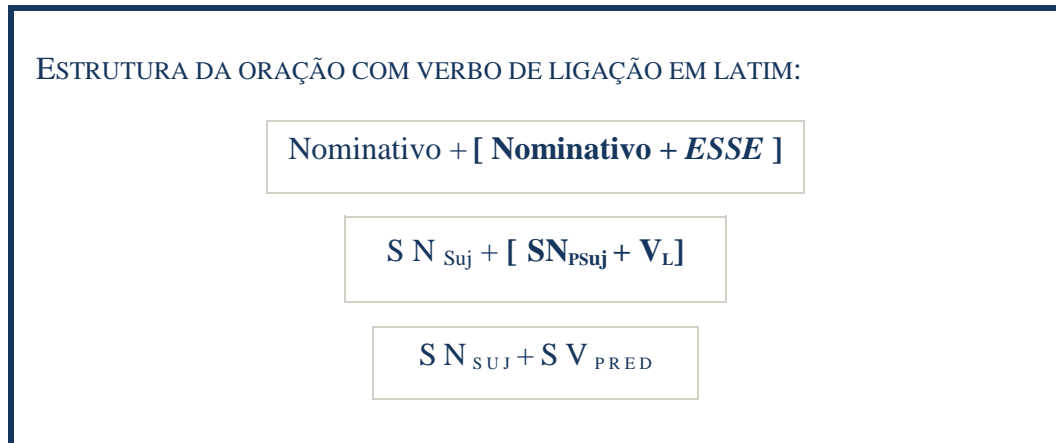 ESTRUTURA DA ORAÇÃO COM VERBO DE LIGAÇÃO EM LATIM:
Nominativo + [ Nominativo + ESSE ]
S N Suj + [ SNPSuj + VL]
S N SUJ + S V PRED